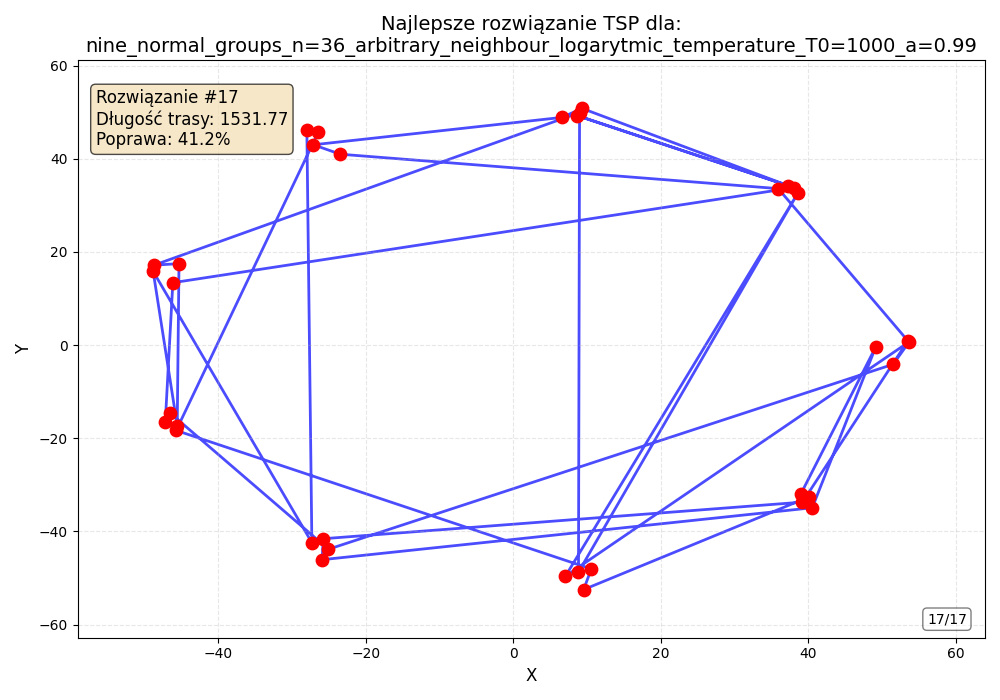 Najlepsze rozwiązanie TSP dla:
nine_normal_groups_n=36_arbitrary_neighbour_logarytmic_temperature_T0=1000_a=0.99
Rozwiązanie #17
Długość trasy: 1531.77
Poprawa: 41.2%
60
40
20
0
−20
−40
−60
Y
17/17
−40
−20
0
20
40
60
X